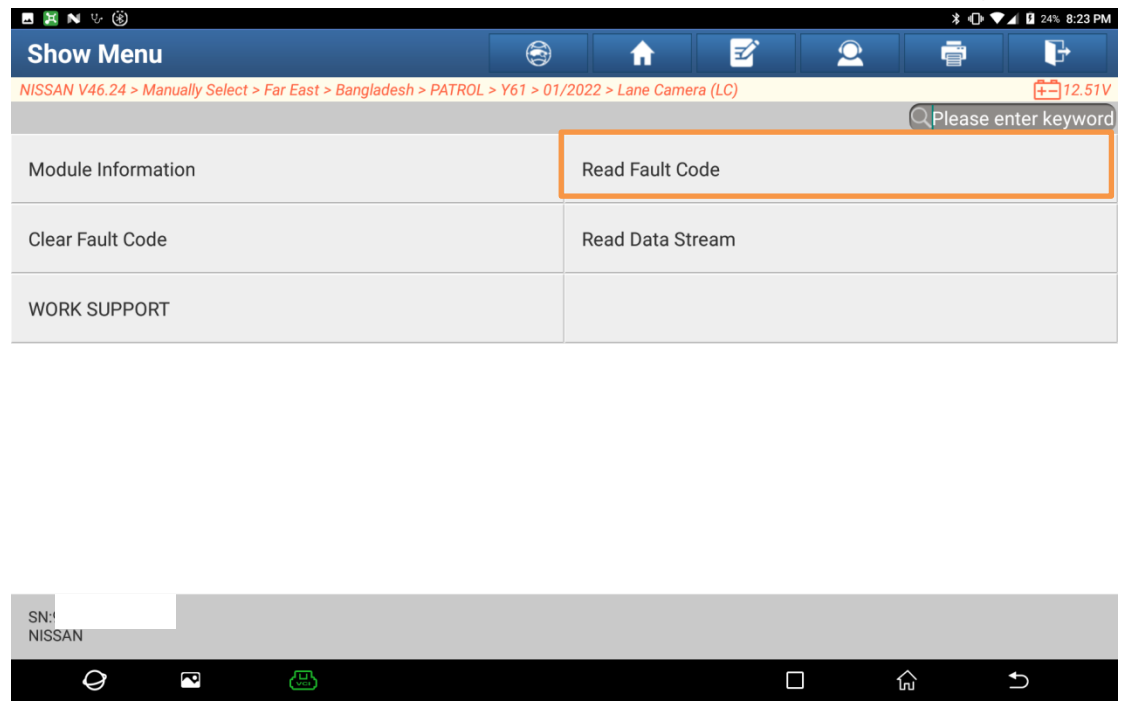 24% 8:23 PM
Show Menu
NISSAN V46.24 > Manually Select > Far East > Bangladesh > PATROL > Y61 > 01/2022 > Lane Camera (LC)
12.51V
Please enter keyword
Module Information
Read Fault Code
Clear Fault Code
Read Data Stream
WORK SUPPORT
SN:
NISSAN
VCI